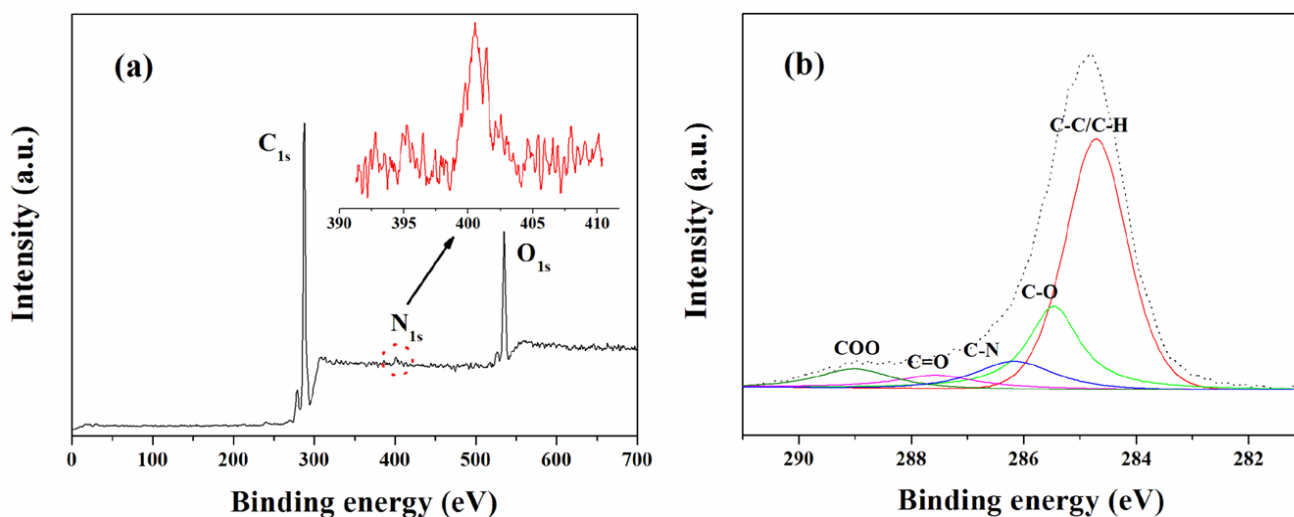 (a)
C1s
N1s
O1s
390 395 400 405 410
0 100 200 300 400 500 600 700
Binding energy (eV)
Intensity (a.u.)
(b)
C-C/C-H
C-O
C-N
C=O
COO
290 288 286 284 282
Binding energy (eV)
Intensity (a.u.)